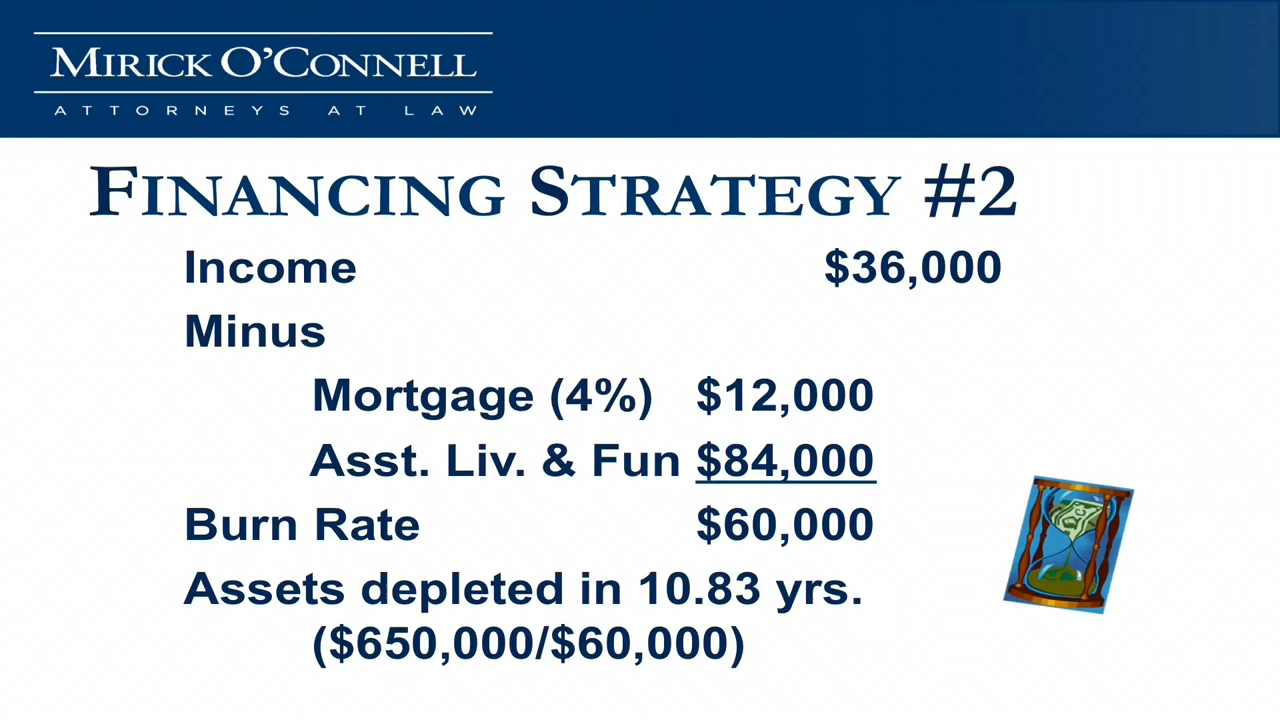 MIRICK O'CONNELL
ATTORNEYS AT LAW
FINANCING STRATEGY #2
Income $36,000
Minus
Mortgage (4%) $12,000
Asst. Liv. & Fun $84,000
Burn Rate $60,000
Assets depleted in 10.83 yrs.
($650,000/$60,000)